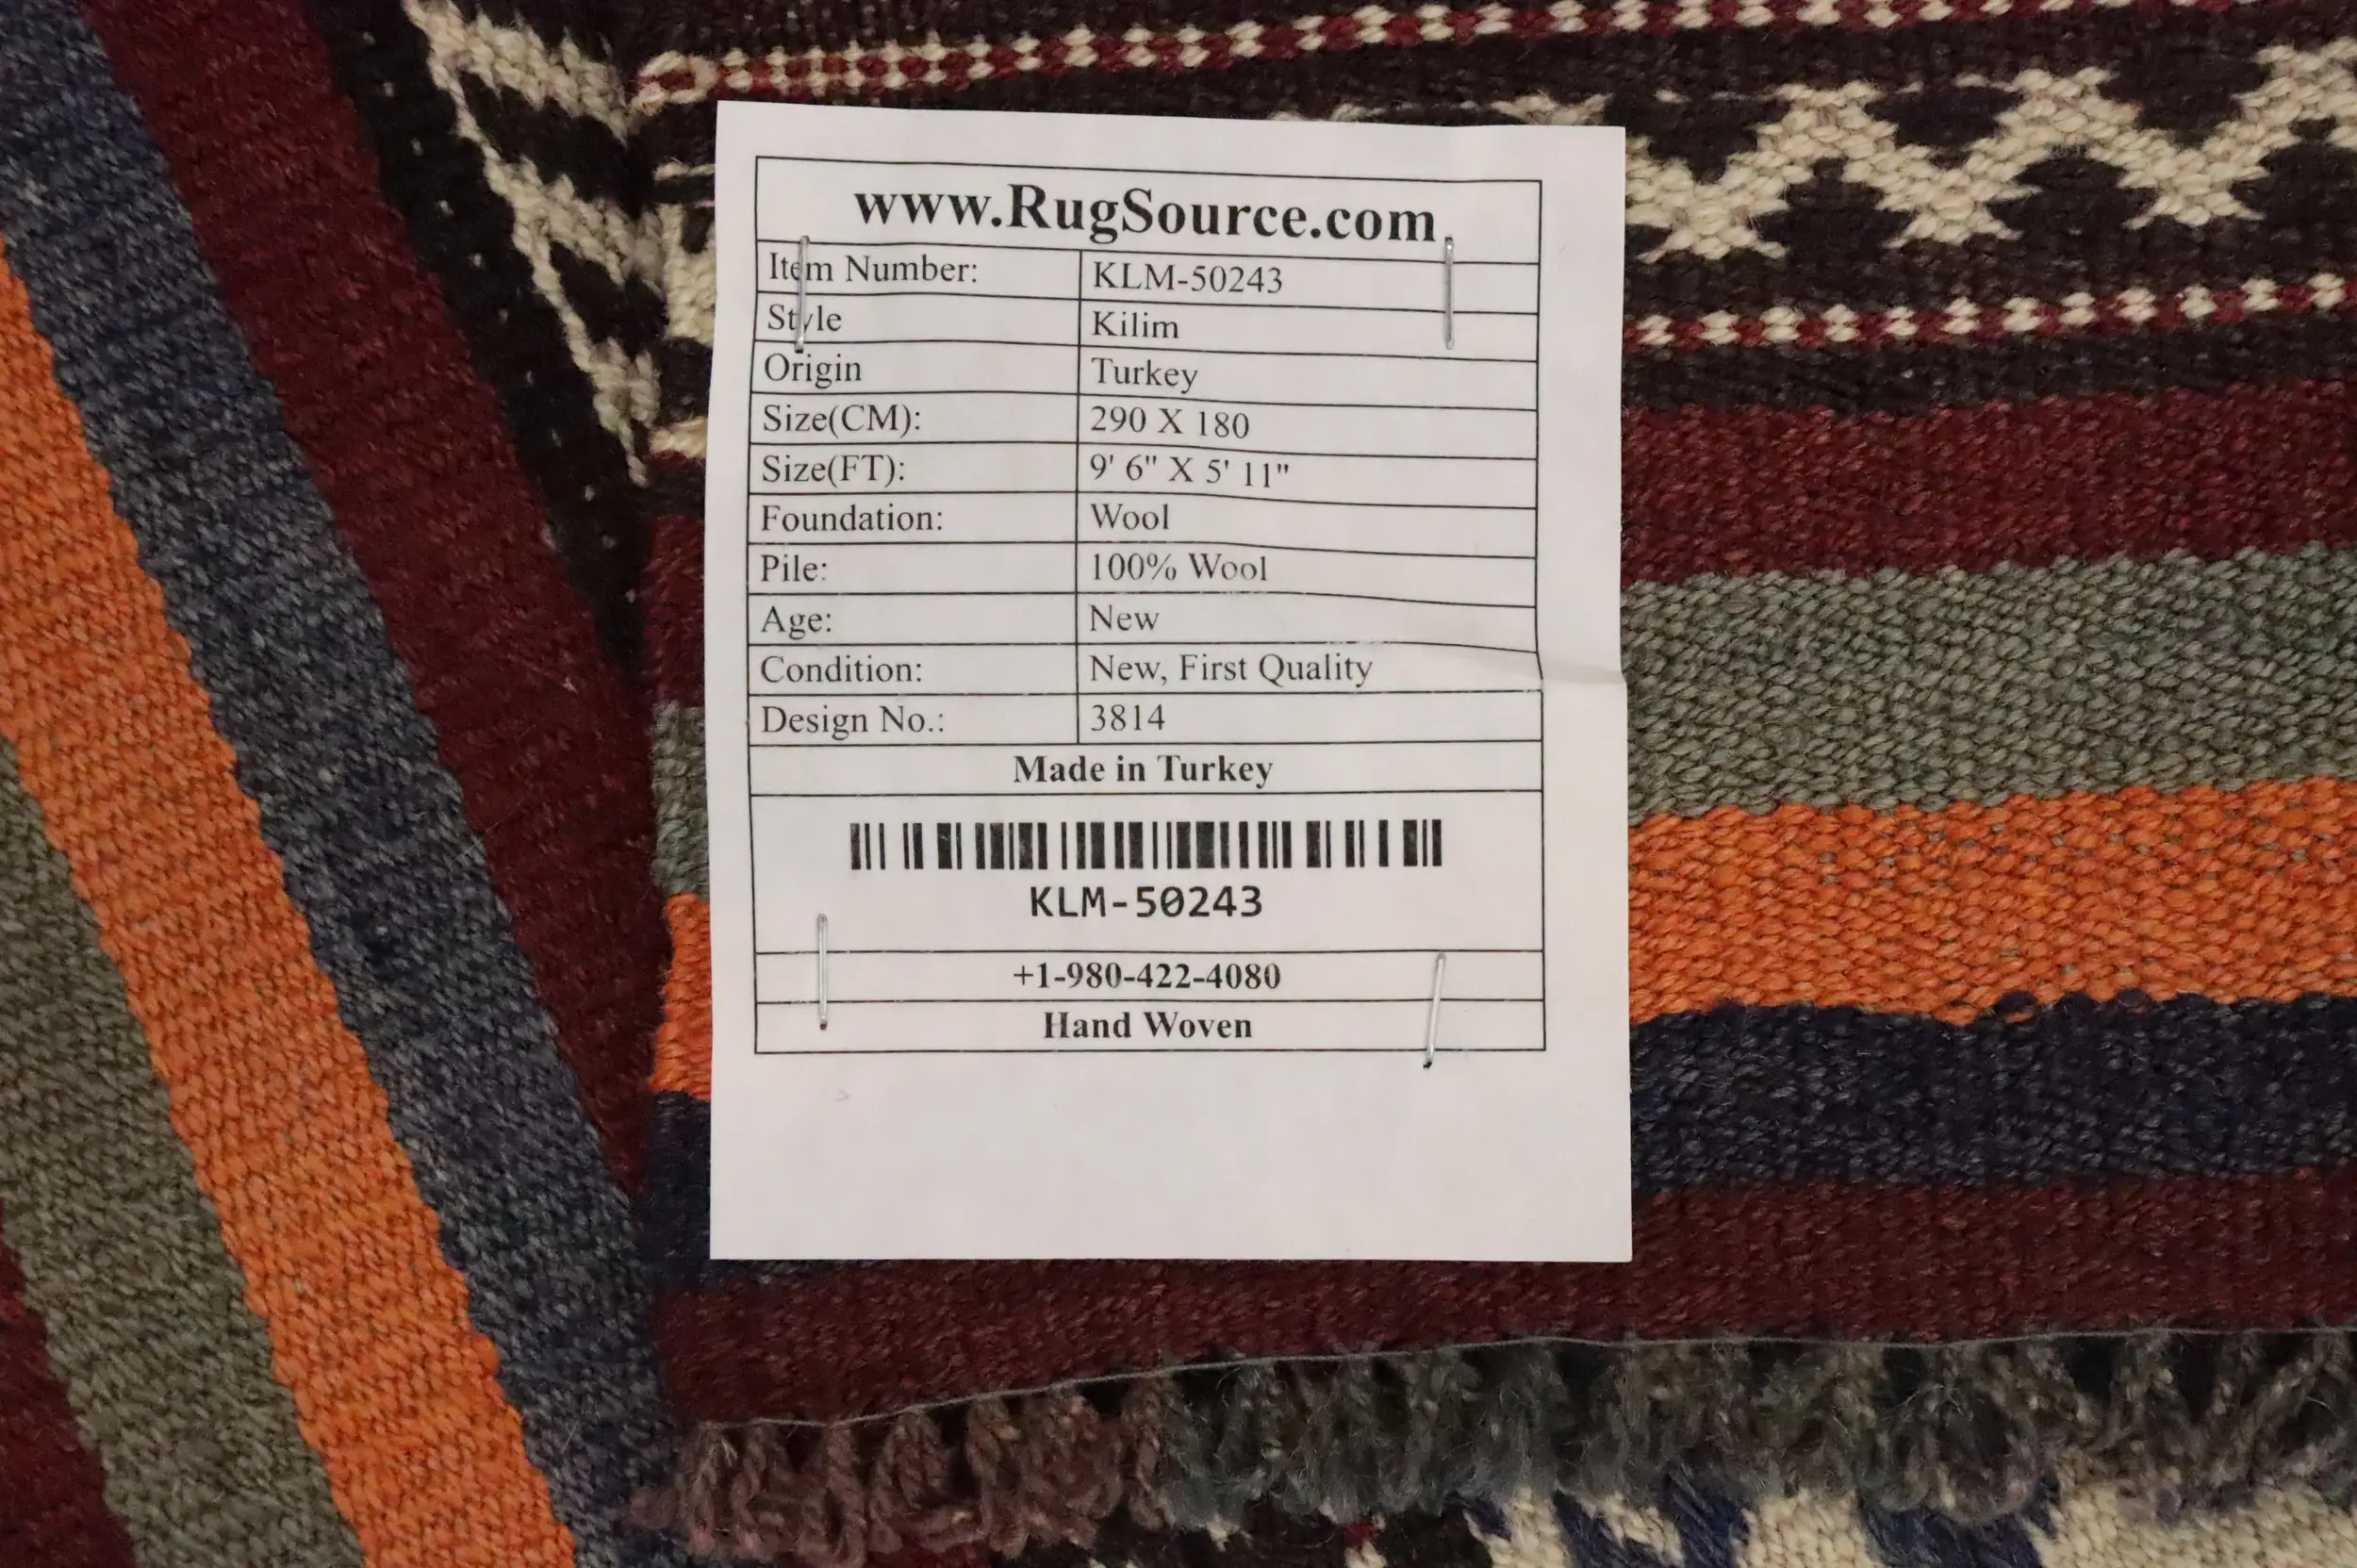 www.RugSource.com
Item Number: KLM-50243
Style Kilim
Origin Turkey
Size(CM): 290 X 180
Size(FT): 9' 6" X 5' 11"
Foundation: Wool
Pile: 100% Wool
Age: New
Condition: New, First Quality
Design No.: 3814
Made in Turkey
KLM-50243
+1-980-422-4080
Hand Woven